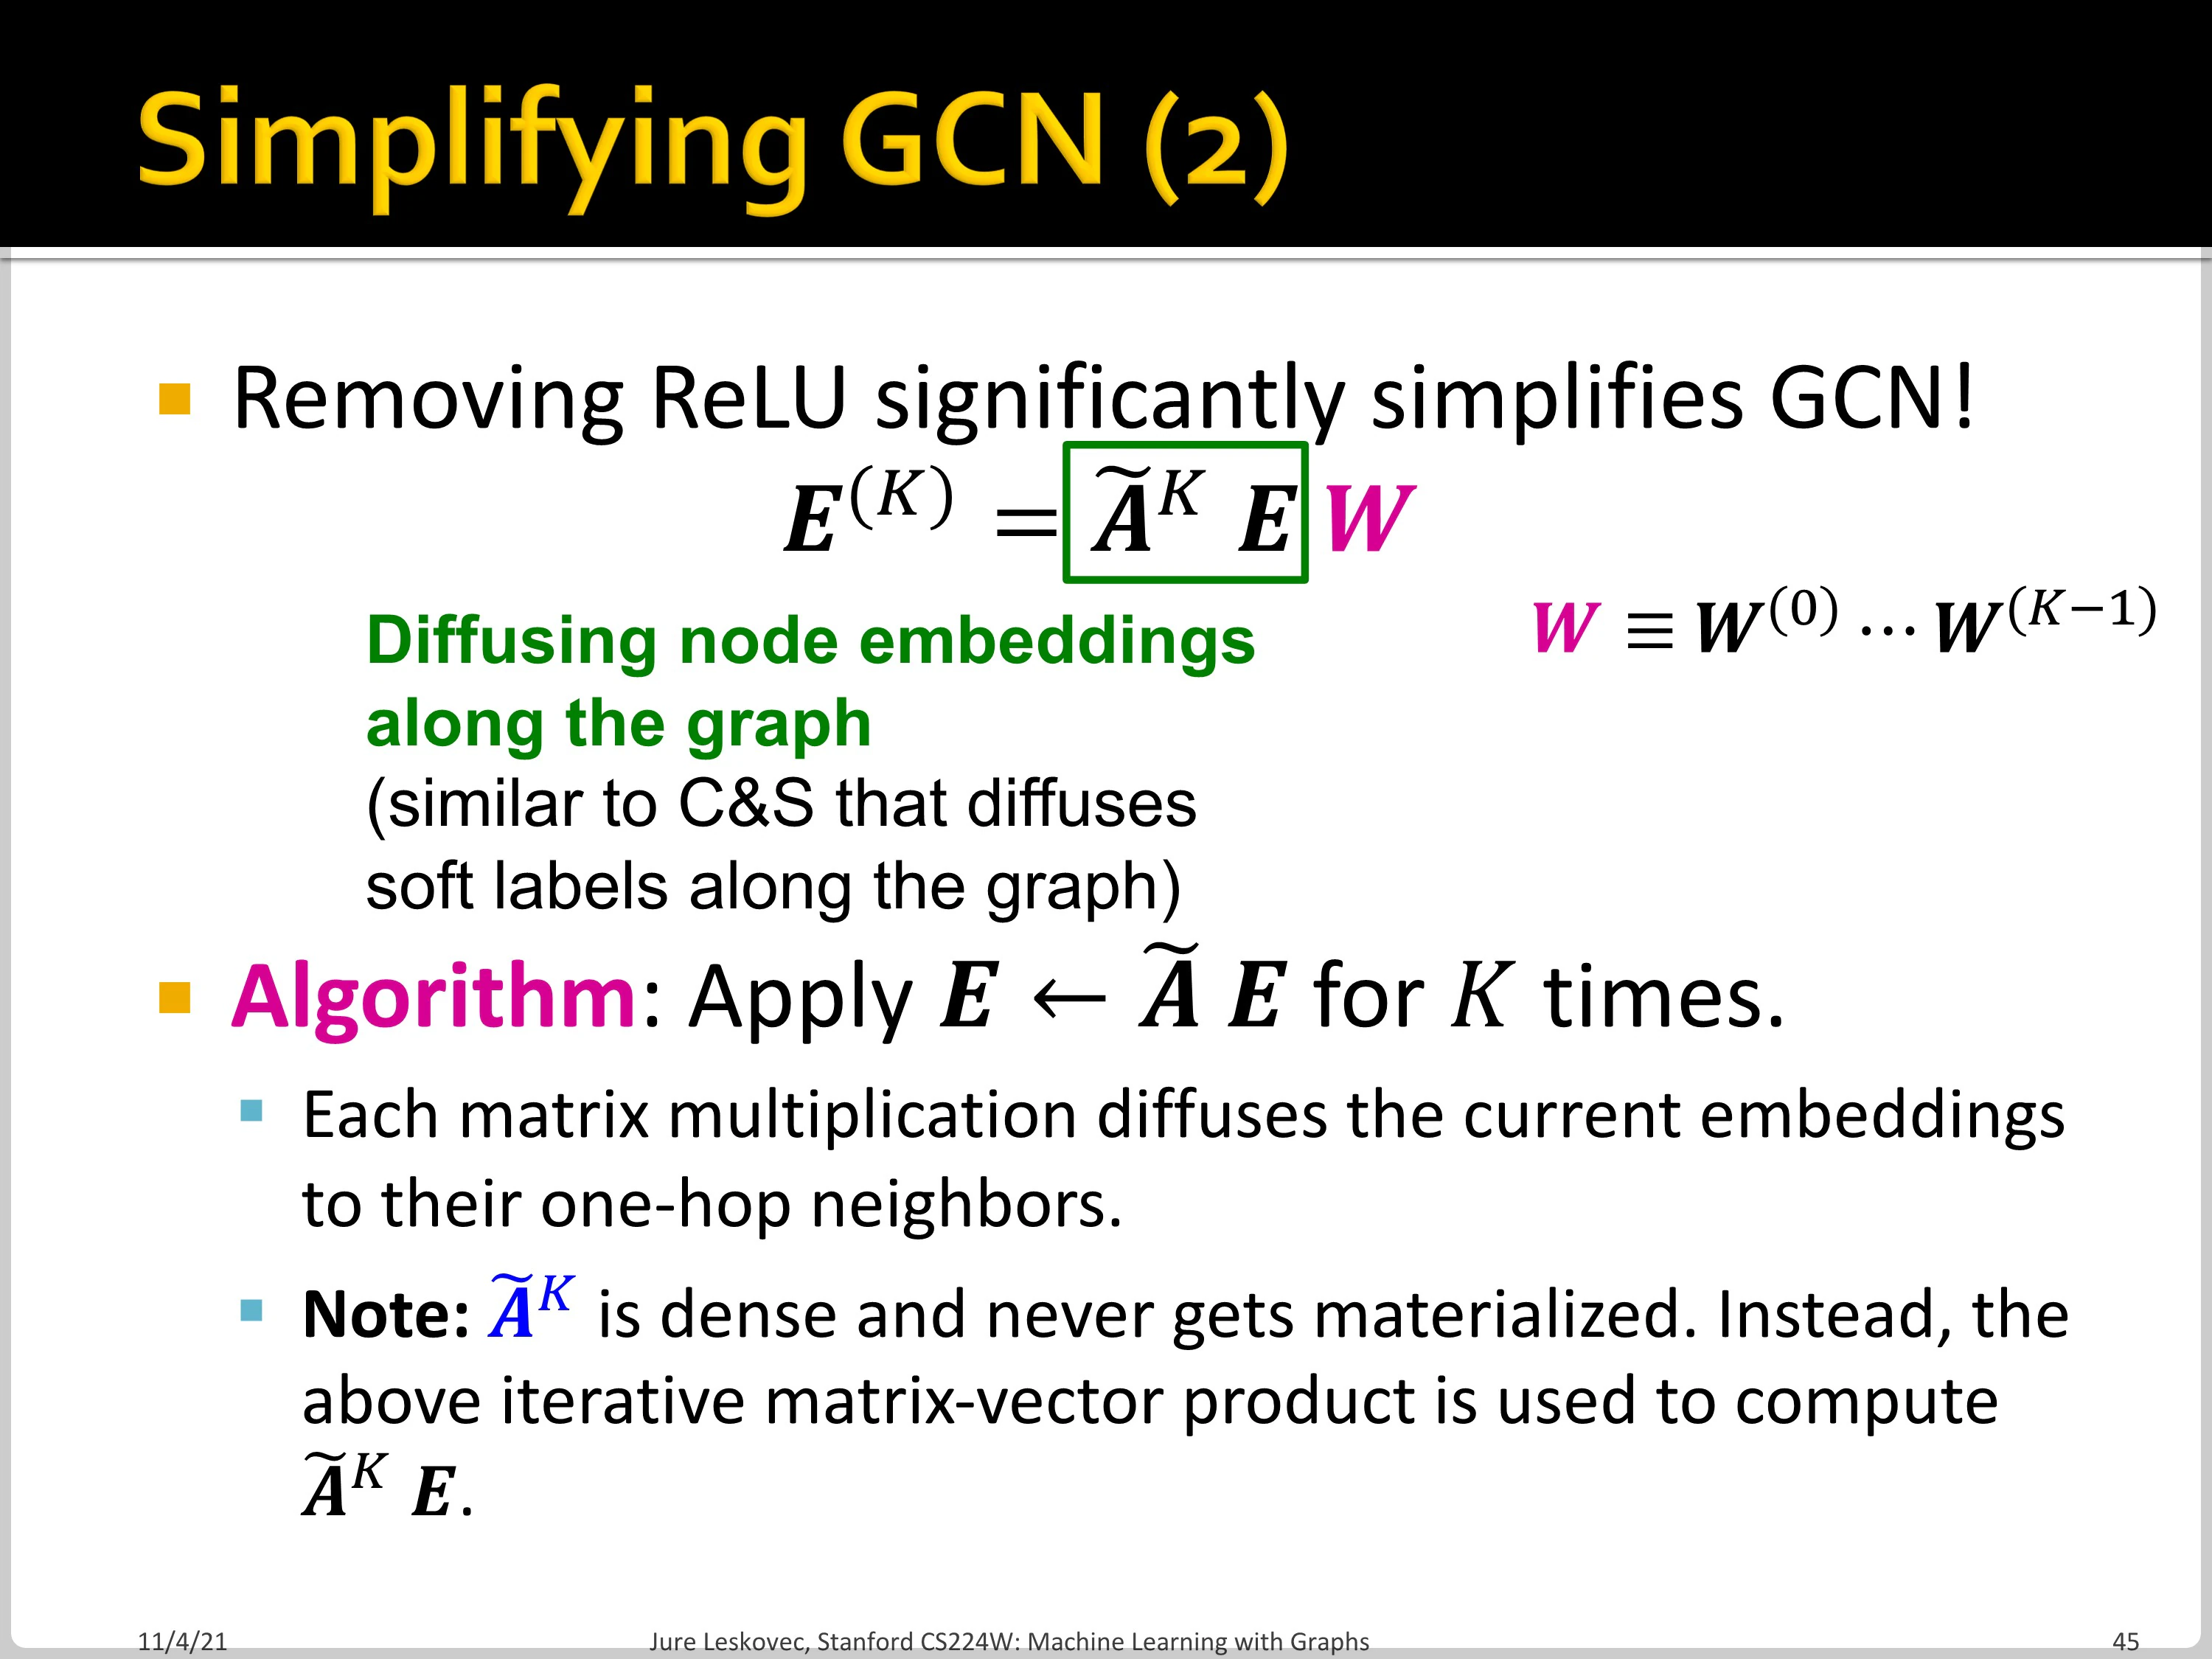 Simplifying GCN (2)
Removing ReLU significantly simplifies GCN!
𝑬^(𝐾) = 𝑨̃^𝐾 𝑬 𝑾
𝑾 ≡ 𝑾^(0) ⋯ 𝑾^(𝐾−1)
Diffusing node embeddings
along the graph
(similar to C&S that diffuses
soft labels along the graph)
Algorithm: Apply 𝑬 ← 𝑨̃ 𝑬 for 𝐾 times.
Each matrix multiplication diffuses the current embeddings
to their one-hop neighbors.
Note: 𝑨̃^𝐾 is dense and never gets materialized. Instead, the
above iterative matrix-vector product is used to compute
𝑨̃^𝐾 𝑬.
11/4/21
Jure Leskovec, Stanford CS224W: Machine Learning with Graphs
45